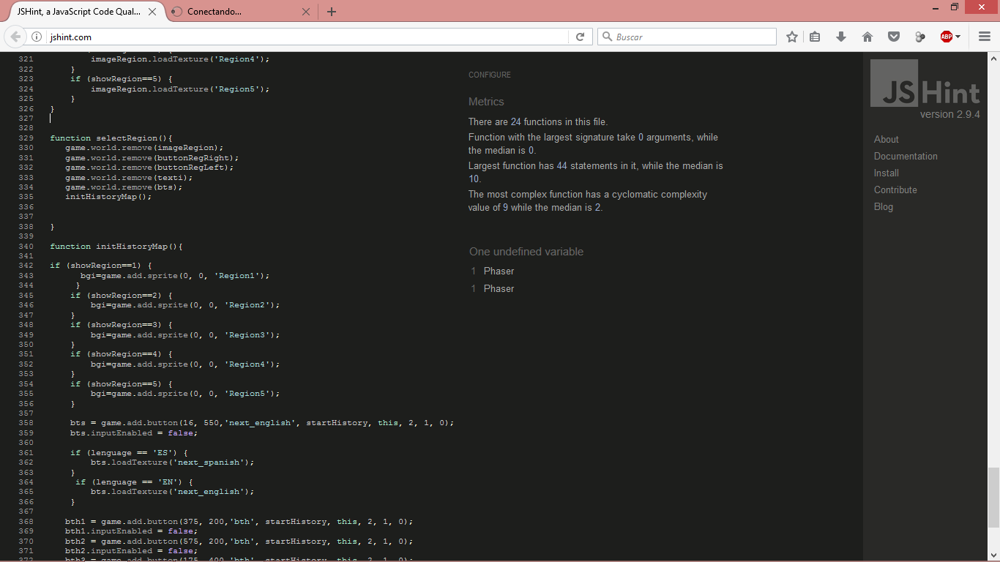 JSHint, a JavaScript Code Qual...
Conectando...
jshint.com
Buscar
ABP
321 imageRegion.loadTexture('Region4');
322 }
323 if (showRegion==5) {
324 imageRegion.loadTexture('Region5');
325 }
326 }
327
328
329 function selectRegion(){
330 game.world.remove(imageRegion);
331 game.world.remove(buttonRegRight);
332 game.world.remove(buttonRegLeft);
333 game.world.remove(texti);
334 game.world.remove(bts);
335 initHistoryMap();
336
337
338 }
339
340 function initHistoryMap(){
341
342 if (showRegion==1) {
343 bgi=game.add.sprite(0, 0, 'Region1');
344 }
345 if (showRegion==2) {
346 bgi=game.add.sprite(0, 0, 'Region2');
347 }
348 if (showRegion==3) {
349 bgi=game.add.sprite(0, 0, 'Region3');
350 }
351 if (showRegion==4) {
352 bgi=game.add.sprite(0, 0, 'Region4');
353 }
354 if (showRegion==5) {
355 bgi=game.add.sprite(0, 0, 'Region5');
356 }
357
358 bts = game.add.button(16, 550,'next_english', startHistory, this, 2, 1, 0);
359 bts.inputEnabled = false;
360
361 if (lenguage == 'ES') {
362 bts.loadTexture('next_spanish');
363 }
364 if (lenguage == 'EN') {
365 bts.loadTexture('next_english');
366 }
367
368 bth1 = game.add.button(375, 200,'bth', startHistory, this, 2, 1, 0);
369 bth1.inputEnabled = false;
370 bth2 = game.add.button(575, 200,'bth', startHistory, this, 2, 1, 0);
371 bth2.inputEnabled = false;
372 bth3 = game.add.button(175, 400,'bth', startHistory, this, 2, 1, 0);
CONFIGURE
Metrics
There are 24 functions in this file.
Function with the largest signature take 0 arguments, while
the median is 0.
Largest function has 44 statements in it, while the median is
10.
The most complex function has a cyclomatic complexity
value of 9 while the median is 2.
One undefined variable
1 Phaser
1 Phaser
JSHint
version 2.9.4
About
Documentation
Install
Contribute
Blog